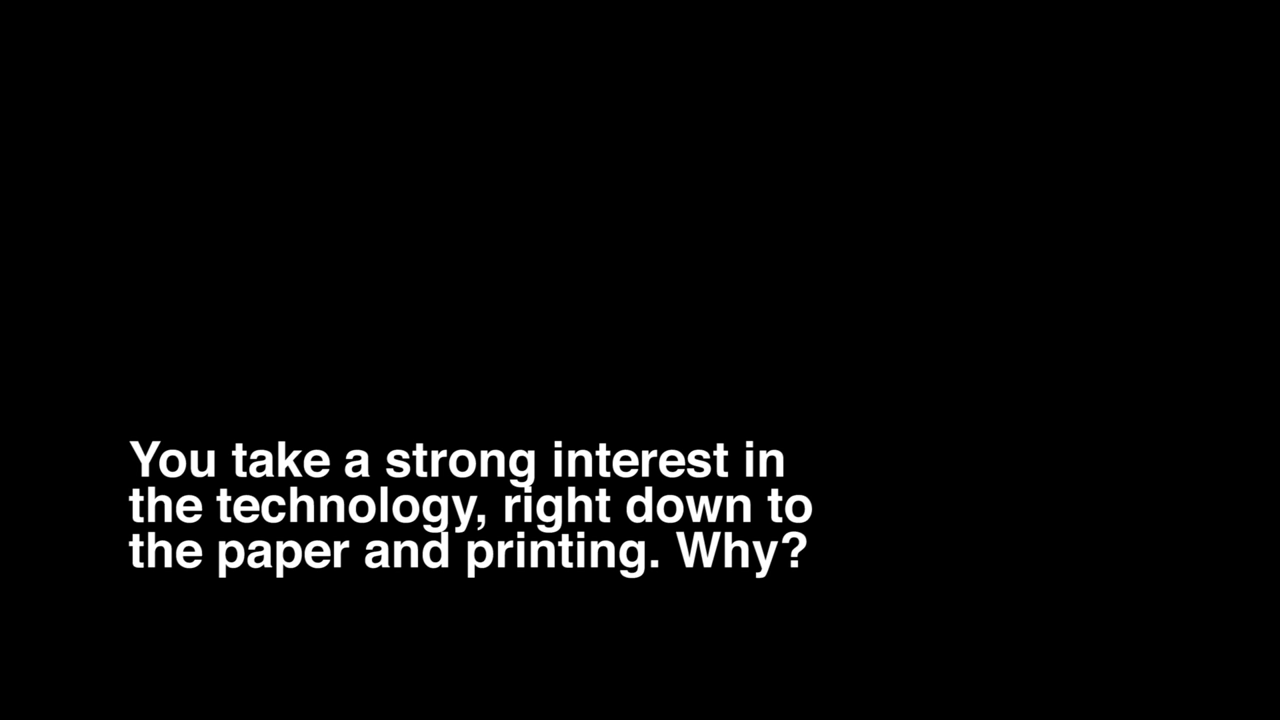 You take a strong interest in
the technology, right down to
the paper and printing. Why?